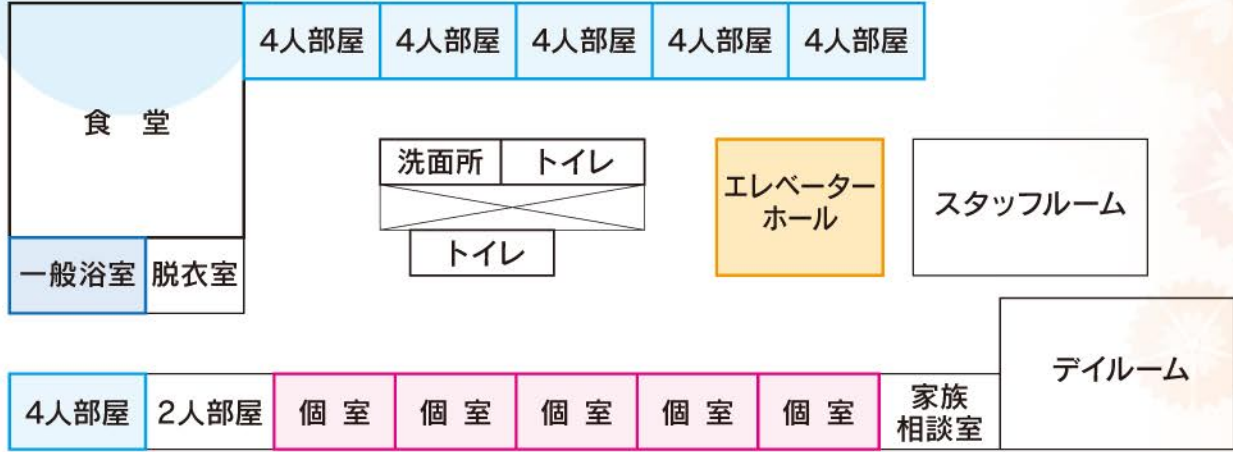 4人部屋
4人部屋
4人部屋
4人部屋
4人部屋
食 堂
洗面所
トイレ
エレベーター
ホール
スタッフルーム
トイレ
一般浴室
脱衣室
デイルーム
4人部屋
2人部屋
個 室
個 室
個 室
個 室
個 室
家族
相談室